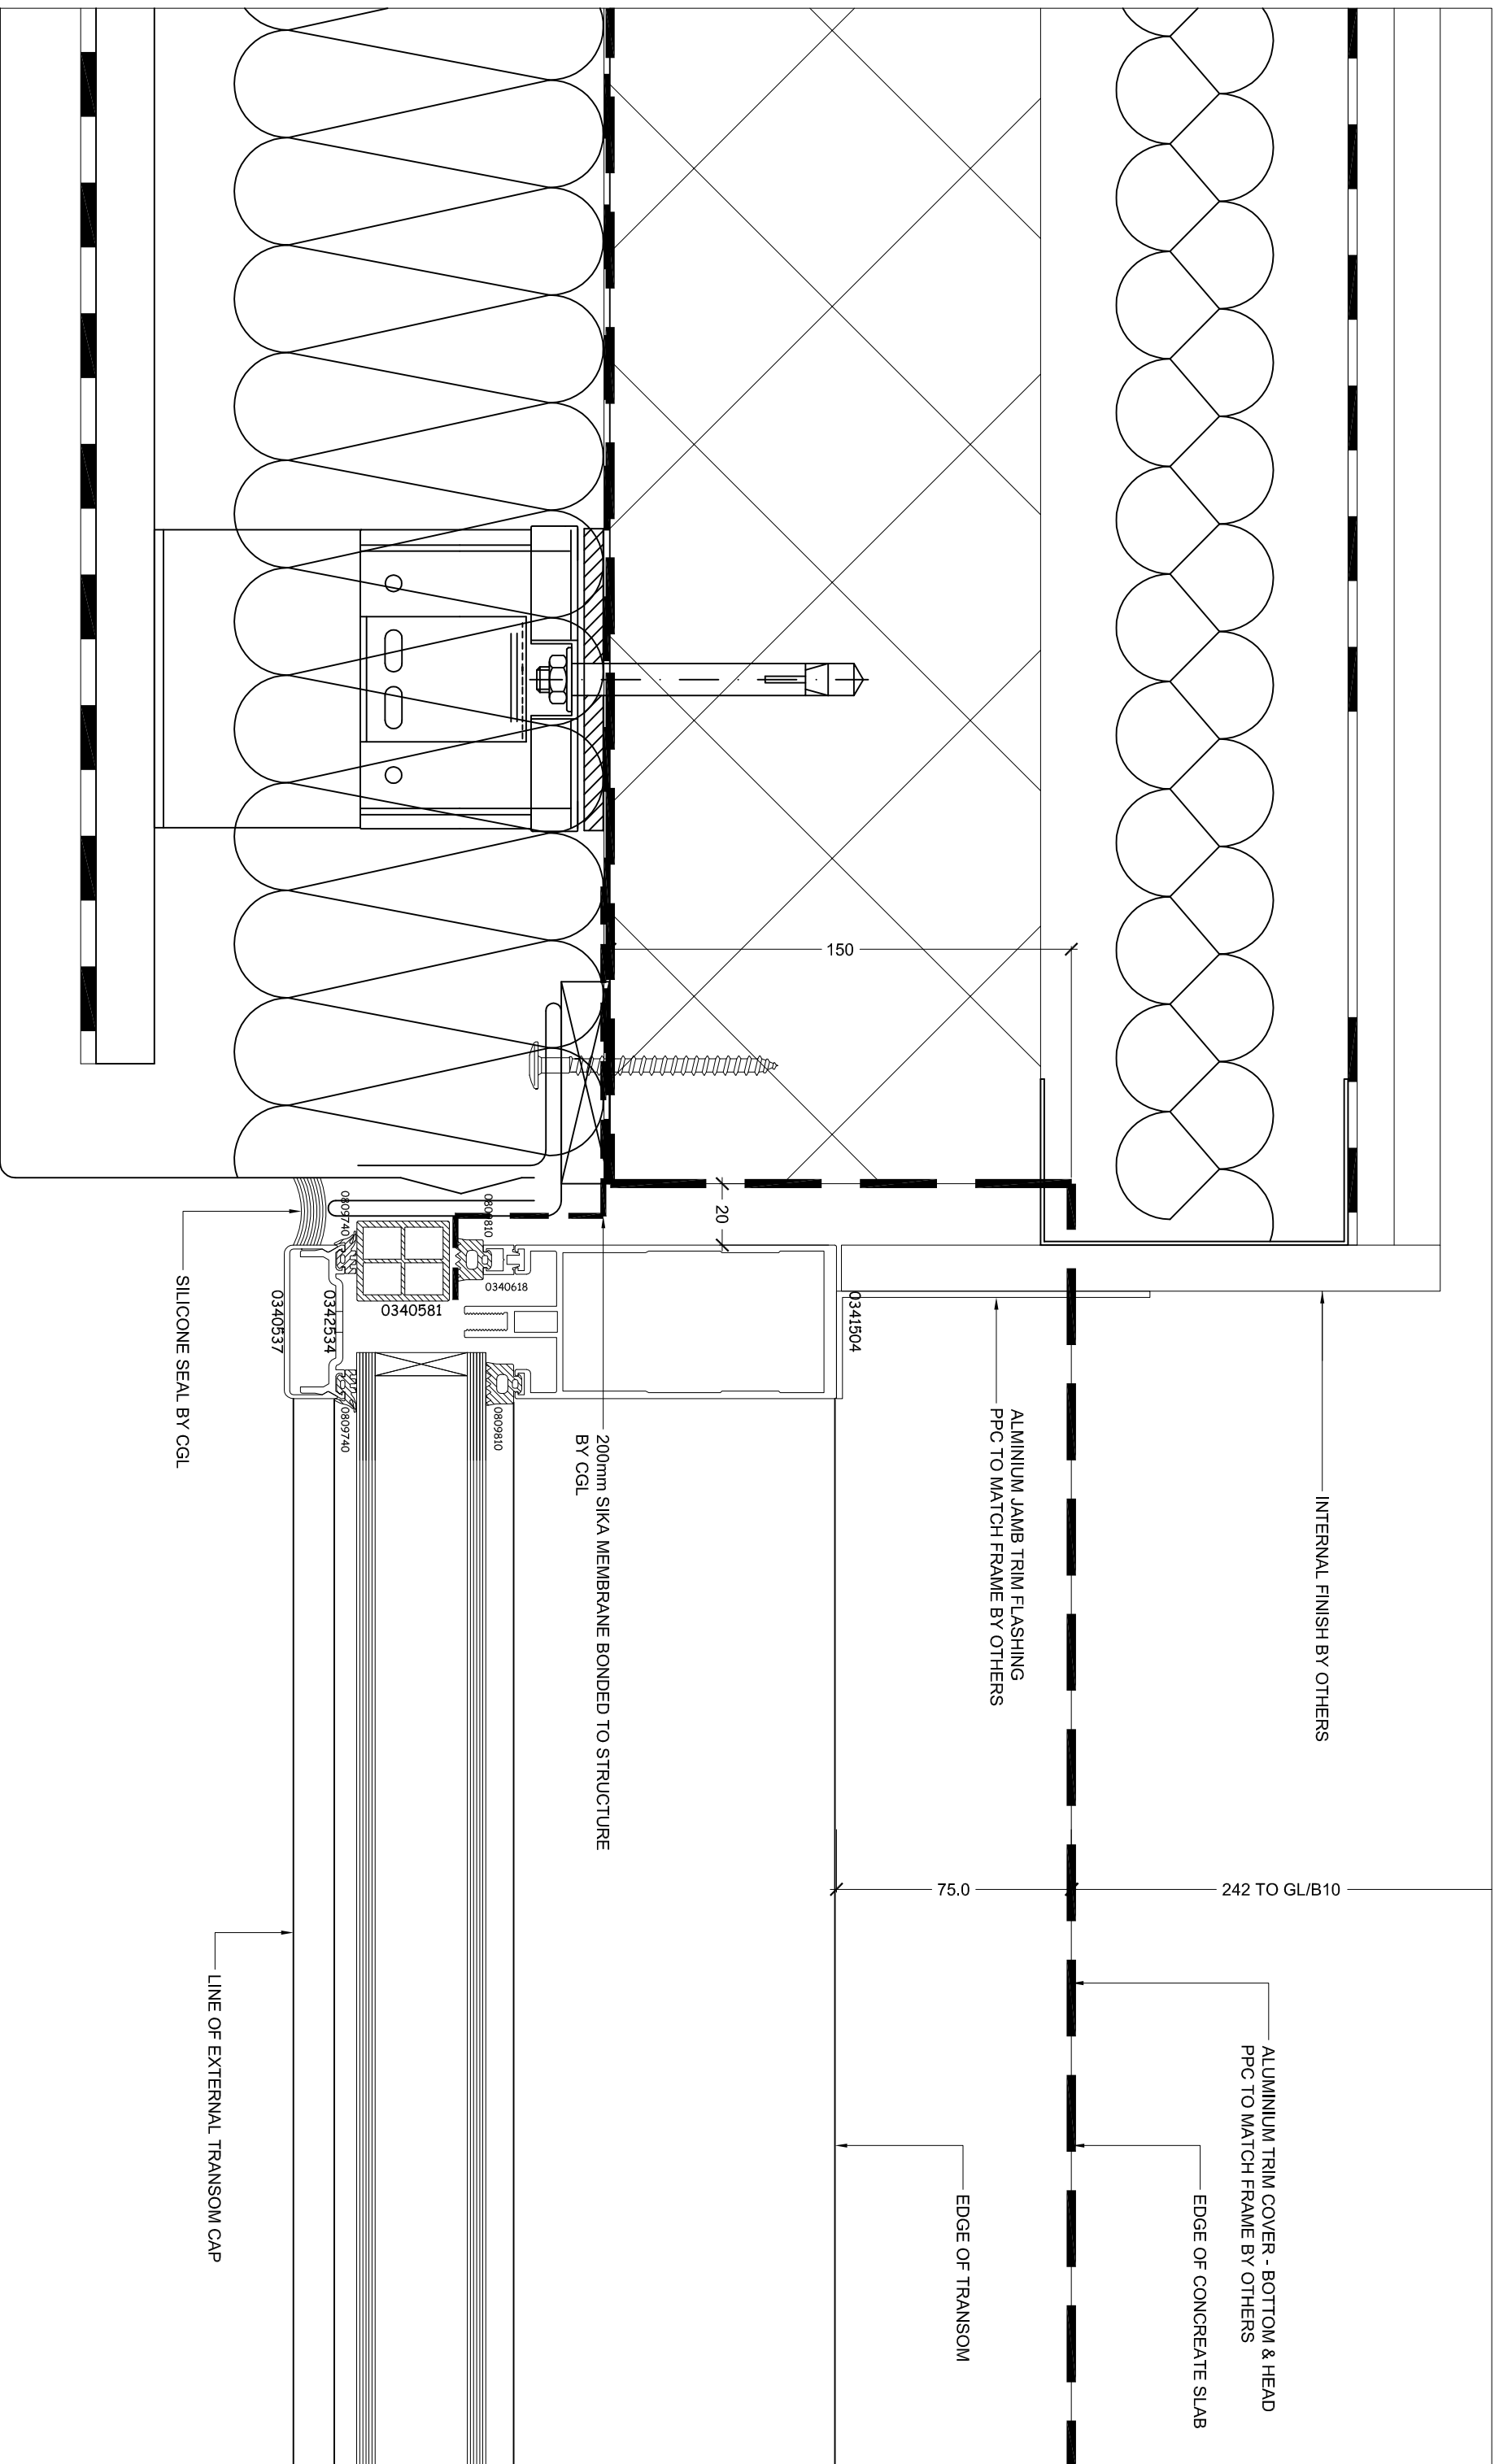 INTERNAL FINISH BY OTHERS
ALUMINIUM TRIM COVER - BOTTOM & HEAD
PPC TO MATCH FRAME BY OTHERS
EDGE OF CONCREATE SLAB
242 TO GL/B10
150
ALMINIUM JAMB TRIM FLASHING
PPC TO MATCH FRAME BY OTHERS
75.0
EDGE OF TRANSOM
0341504
20
200mm SIKA MEMBRANE BONDED TO STRUCTURE
BY CGL
0809810
0340618
0809810
0340581
0809740
0809740
0342534
0340537
LINE OF EXTERNAL TRANSOM CAP
SILICONE SEAL BY CGL